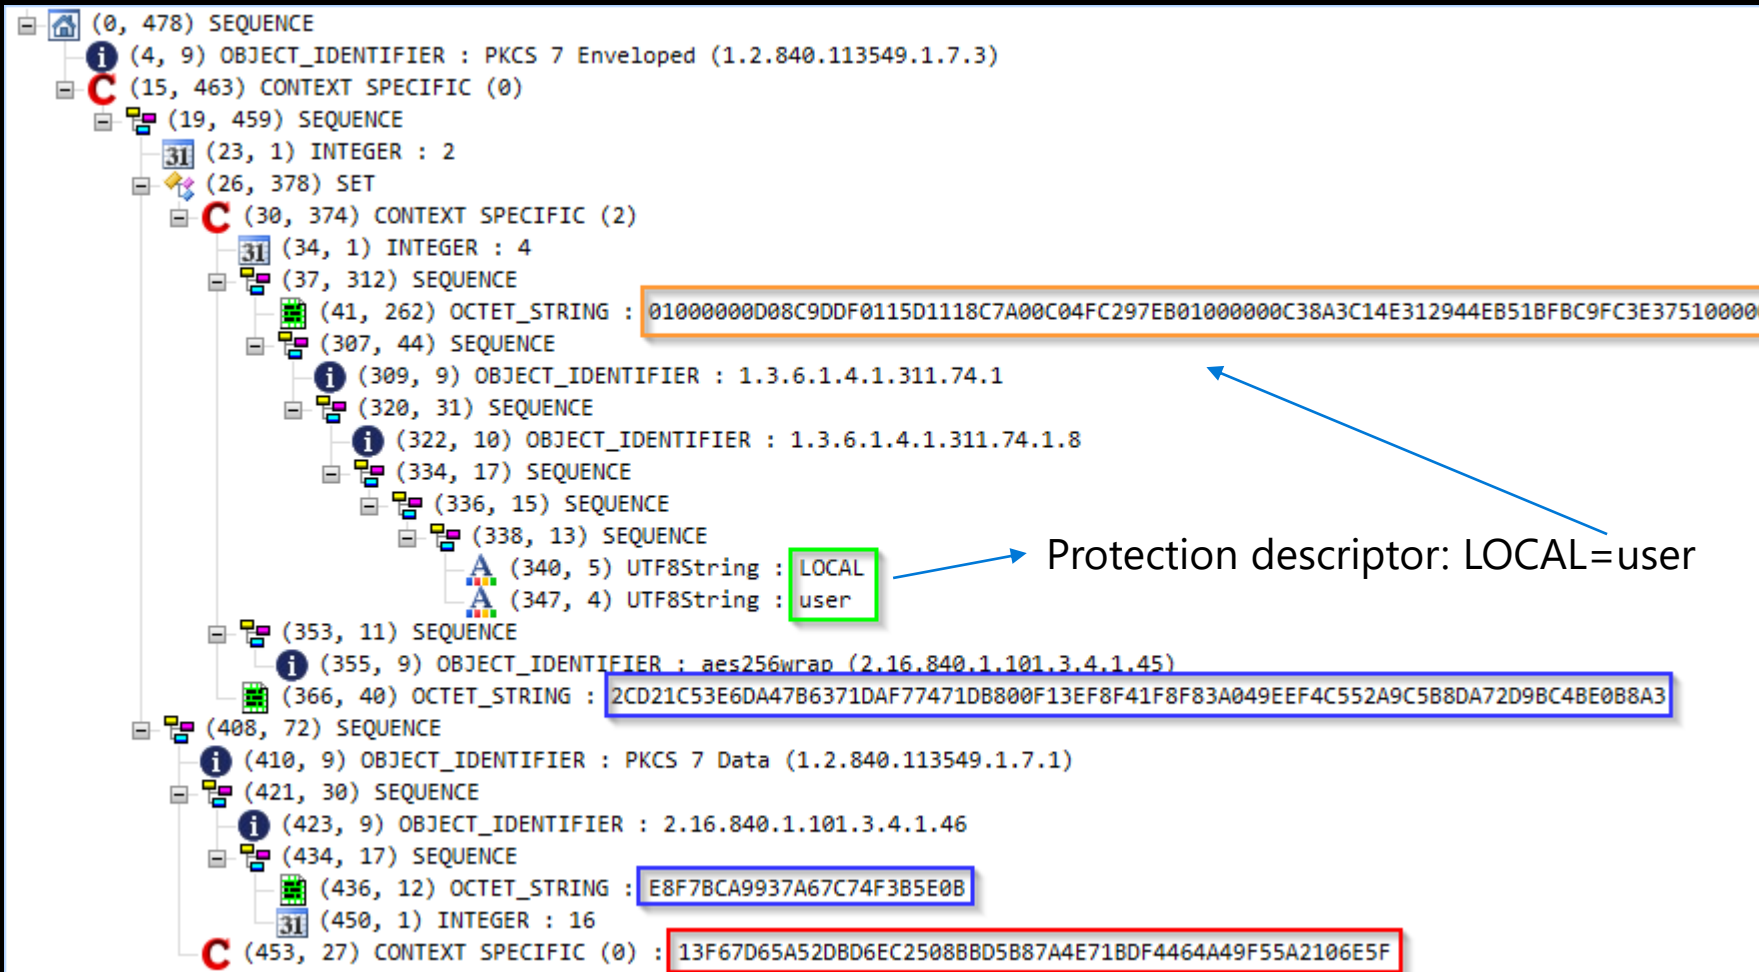 (0, 478) SEQUENCE
(4, 9) OBJECT_IDENTIFIER : PKCS 7 Enveloped (1.2.840.113549.1.7.3)
C (15, 463) CONTEXT SPECIFIC (0)
(19, 459) SEQUENCE
31 (23, 1) INTEGER : 2
(26, 378) SET
C (30, 374) CONTEXT SPECIFIC (2)
31 (34, 1) INTEGER : 4
(37, 312) SEQUENCE
(41, 262) OCTET_STRING : 01000000D08C9DDF0115D1118C7A00C04FC297EB01000000C38A3C14E312944EB51BFBC9FC3E375100000
(307, 44) SEQUENCE
(309, 9) OBJECT_IDENTIFIER : 1.3.6.1.4.1.311.74.1
(320, 31) SEQUENCE
(322, 10) OBJECT_IDENTIFIER : 1.3.6.1.4.1.311.74.1.8
(334, 17) SEQUENCE
(336, 15) SEQUENCE
(338, 13) SEQUENCE
A (340, 5) UTF8String : LOCAL
Protection descriptor: LOCAL=user
A (347, 4) UTF8String : user
(353, 11) SEQUENCE
(355, 9) OBJECT_IDENTIFIER : aes256wrap (2.16.840.1.101.3.4.1.45)
(366, 40) OCTET_STRING : 2CD21C53E6DA47B6371DAF77471DB800F13EF8F41F8F83A049EEF4C552A9C5B8DA72D9BC4BE0B8A3
(408, 72) SEQUENCE
(410, 9) OBJECT_IDENTIFIER : PKCS 7 Data (1.2.840.113549.1.7.1)
(421, 30) SEQUENCE
(423, 9) OBJECT_IDENTIFIER : 2.16.840.1.101.3.4.1.46
(434, 17) SEQUENCE
(436, 12) OCTET_STRING : E8F7BCA9937A67C74F3B5E0B
31 (450, 1) INTEGER : 16
C (453, 27) CONTEXT SPECIFIC (0) : 13F67D65A52DBD6EC2508BBD5B87A4E71BDF4464A49F55A2106E5F